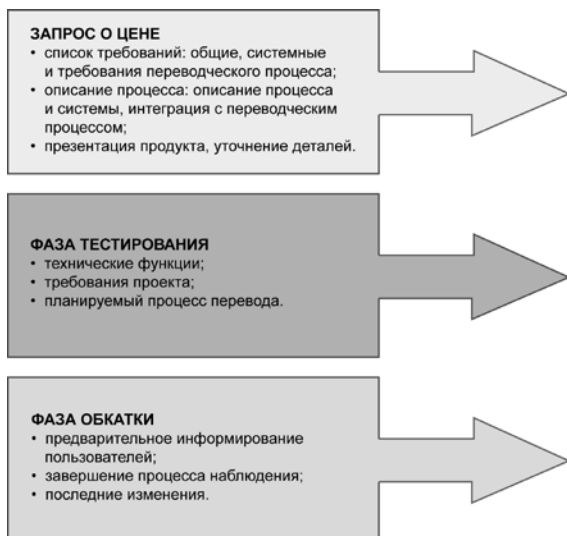 ЗАПРОС О ЦЕНЕ
• список требований: общие, системные
и требования переводческого процесса;
• описание процесса: описание процесса
и системы, интеграция с переводческим
процессом;
• презентация продукта, уточнение деталей.
ФАЗА ТЕСТИРОВАНИЯ
• технические функции;
• требования проекта;
• планируемый процесс перевода.
ФАЗА ОБКАТКИ
• предварительное информирование
пользователей;
• завершение процесса наблюдения;
• последние изменения.